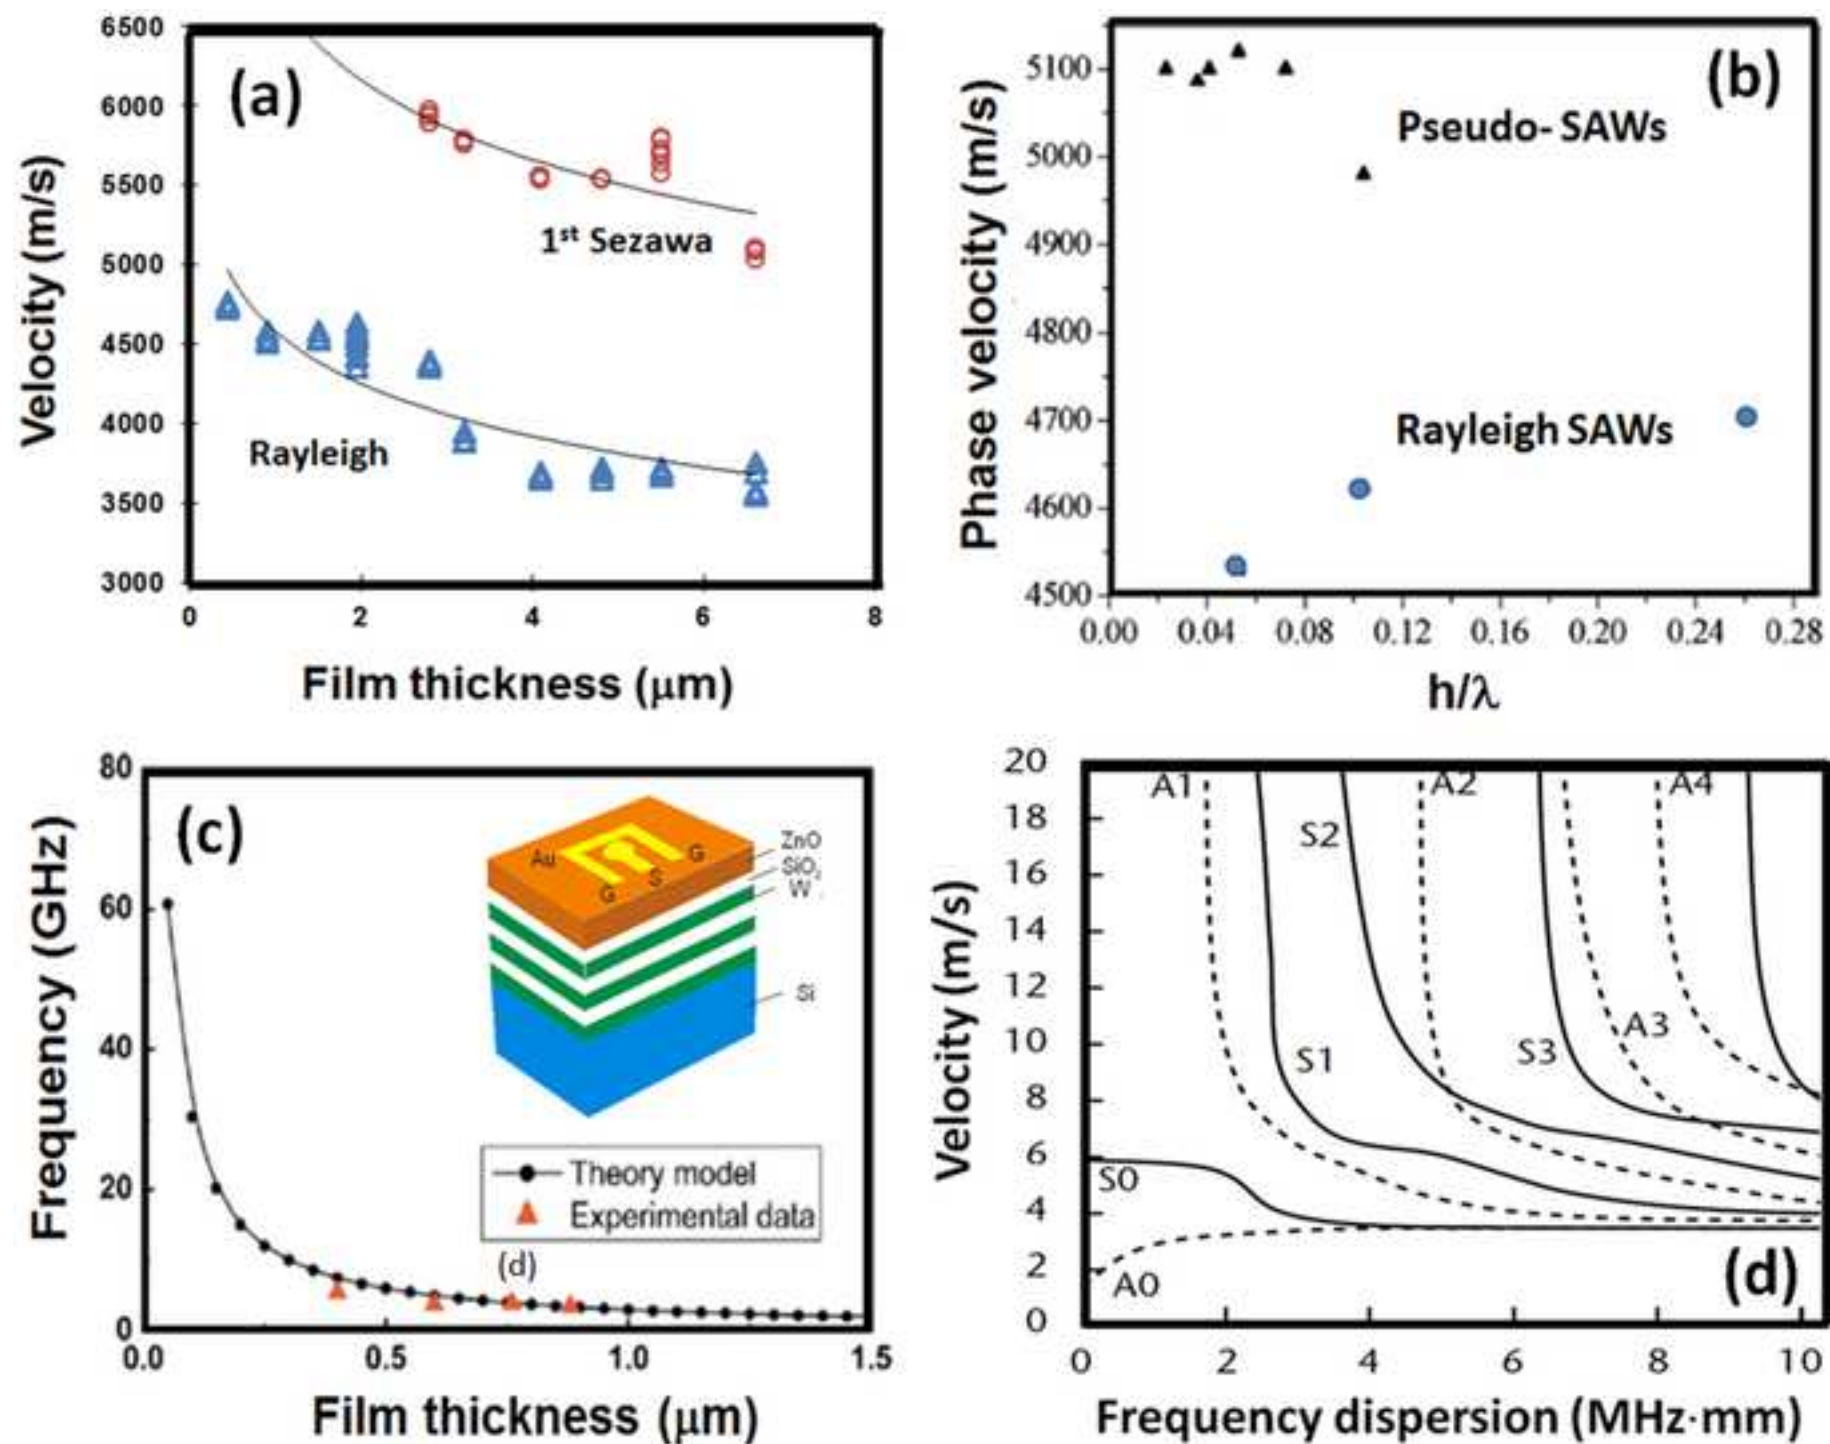 (a)
Velocity (m/s)
6500
6000
5500
5000
4500
4000
3500
3000
1st Sezawa
Rayleigh
0 2 4 6 8
Film thickness (μm)
(b)
Phase velocity (m/s)
5100
5000
4900
4800
4700
4600
4500
Pseudo- SAWs
Rayleigh SAWs
0.00 0.04 0.08 0.12 0.16 0.20 0.24 0.28
h/λ
(c)
Frequency (GHz)
80
60
40
20
0
Au
G
S
G
ZnO
SiO2
W
Si
Theory model
Experimental data
(d)
0.0 0.5 1.0 1.5
Film thickness (μm)
(d)
Velocity (m/s)
20
18
16
14
12
10
8
6
4
2
0
A1
S2
A2
A4
S1
S3
A3
S0
A0
0 2 4 6 8 10
Frequency dispersion (MHz·mm)